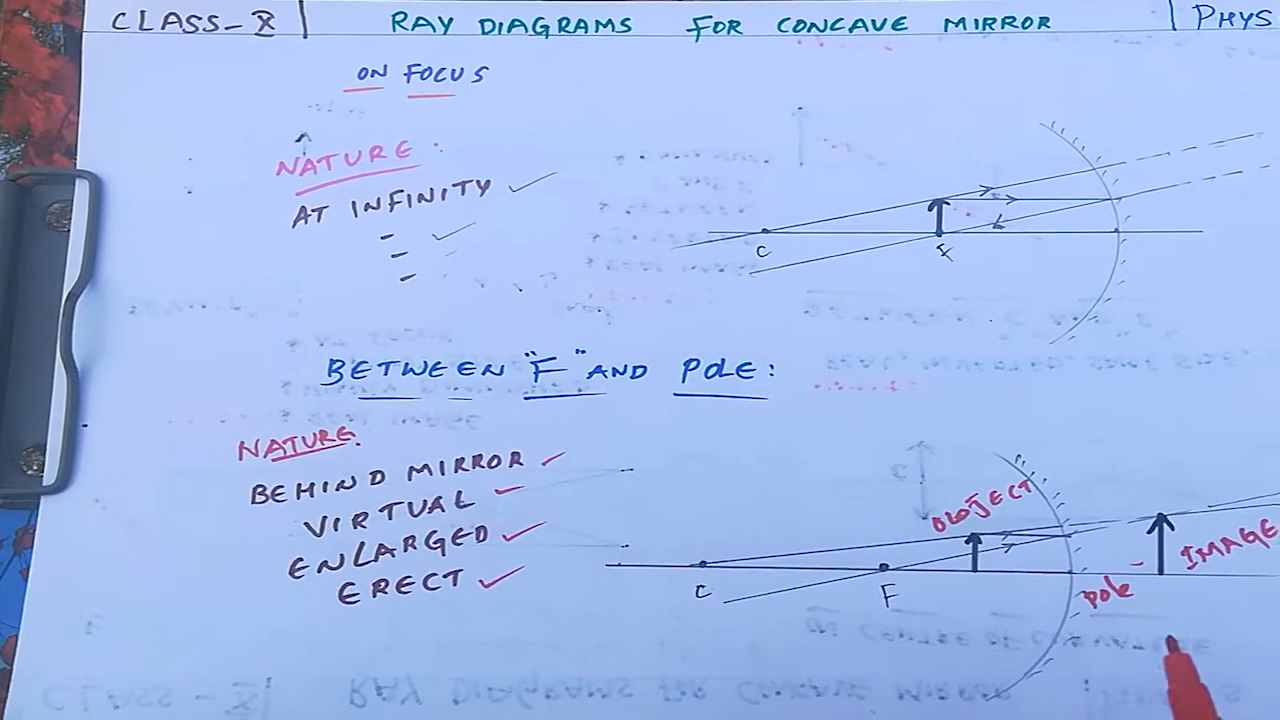 CLASS-X | RAY DIAGRAMS FOR CONCAVE MIRROR | PHYS
ON FOCUS
NATURE:
AT INFINITY ✓
- ✓
-
-
C
F
BETWEEN "F" AND POLE:
NATURE
BEHIND MIRROR ✓
VIRTUAL ✓
ENLARGED ✓
ERECT ✓
OBJECT
IMAGE
C
F
Pole